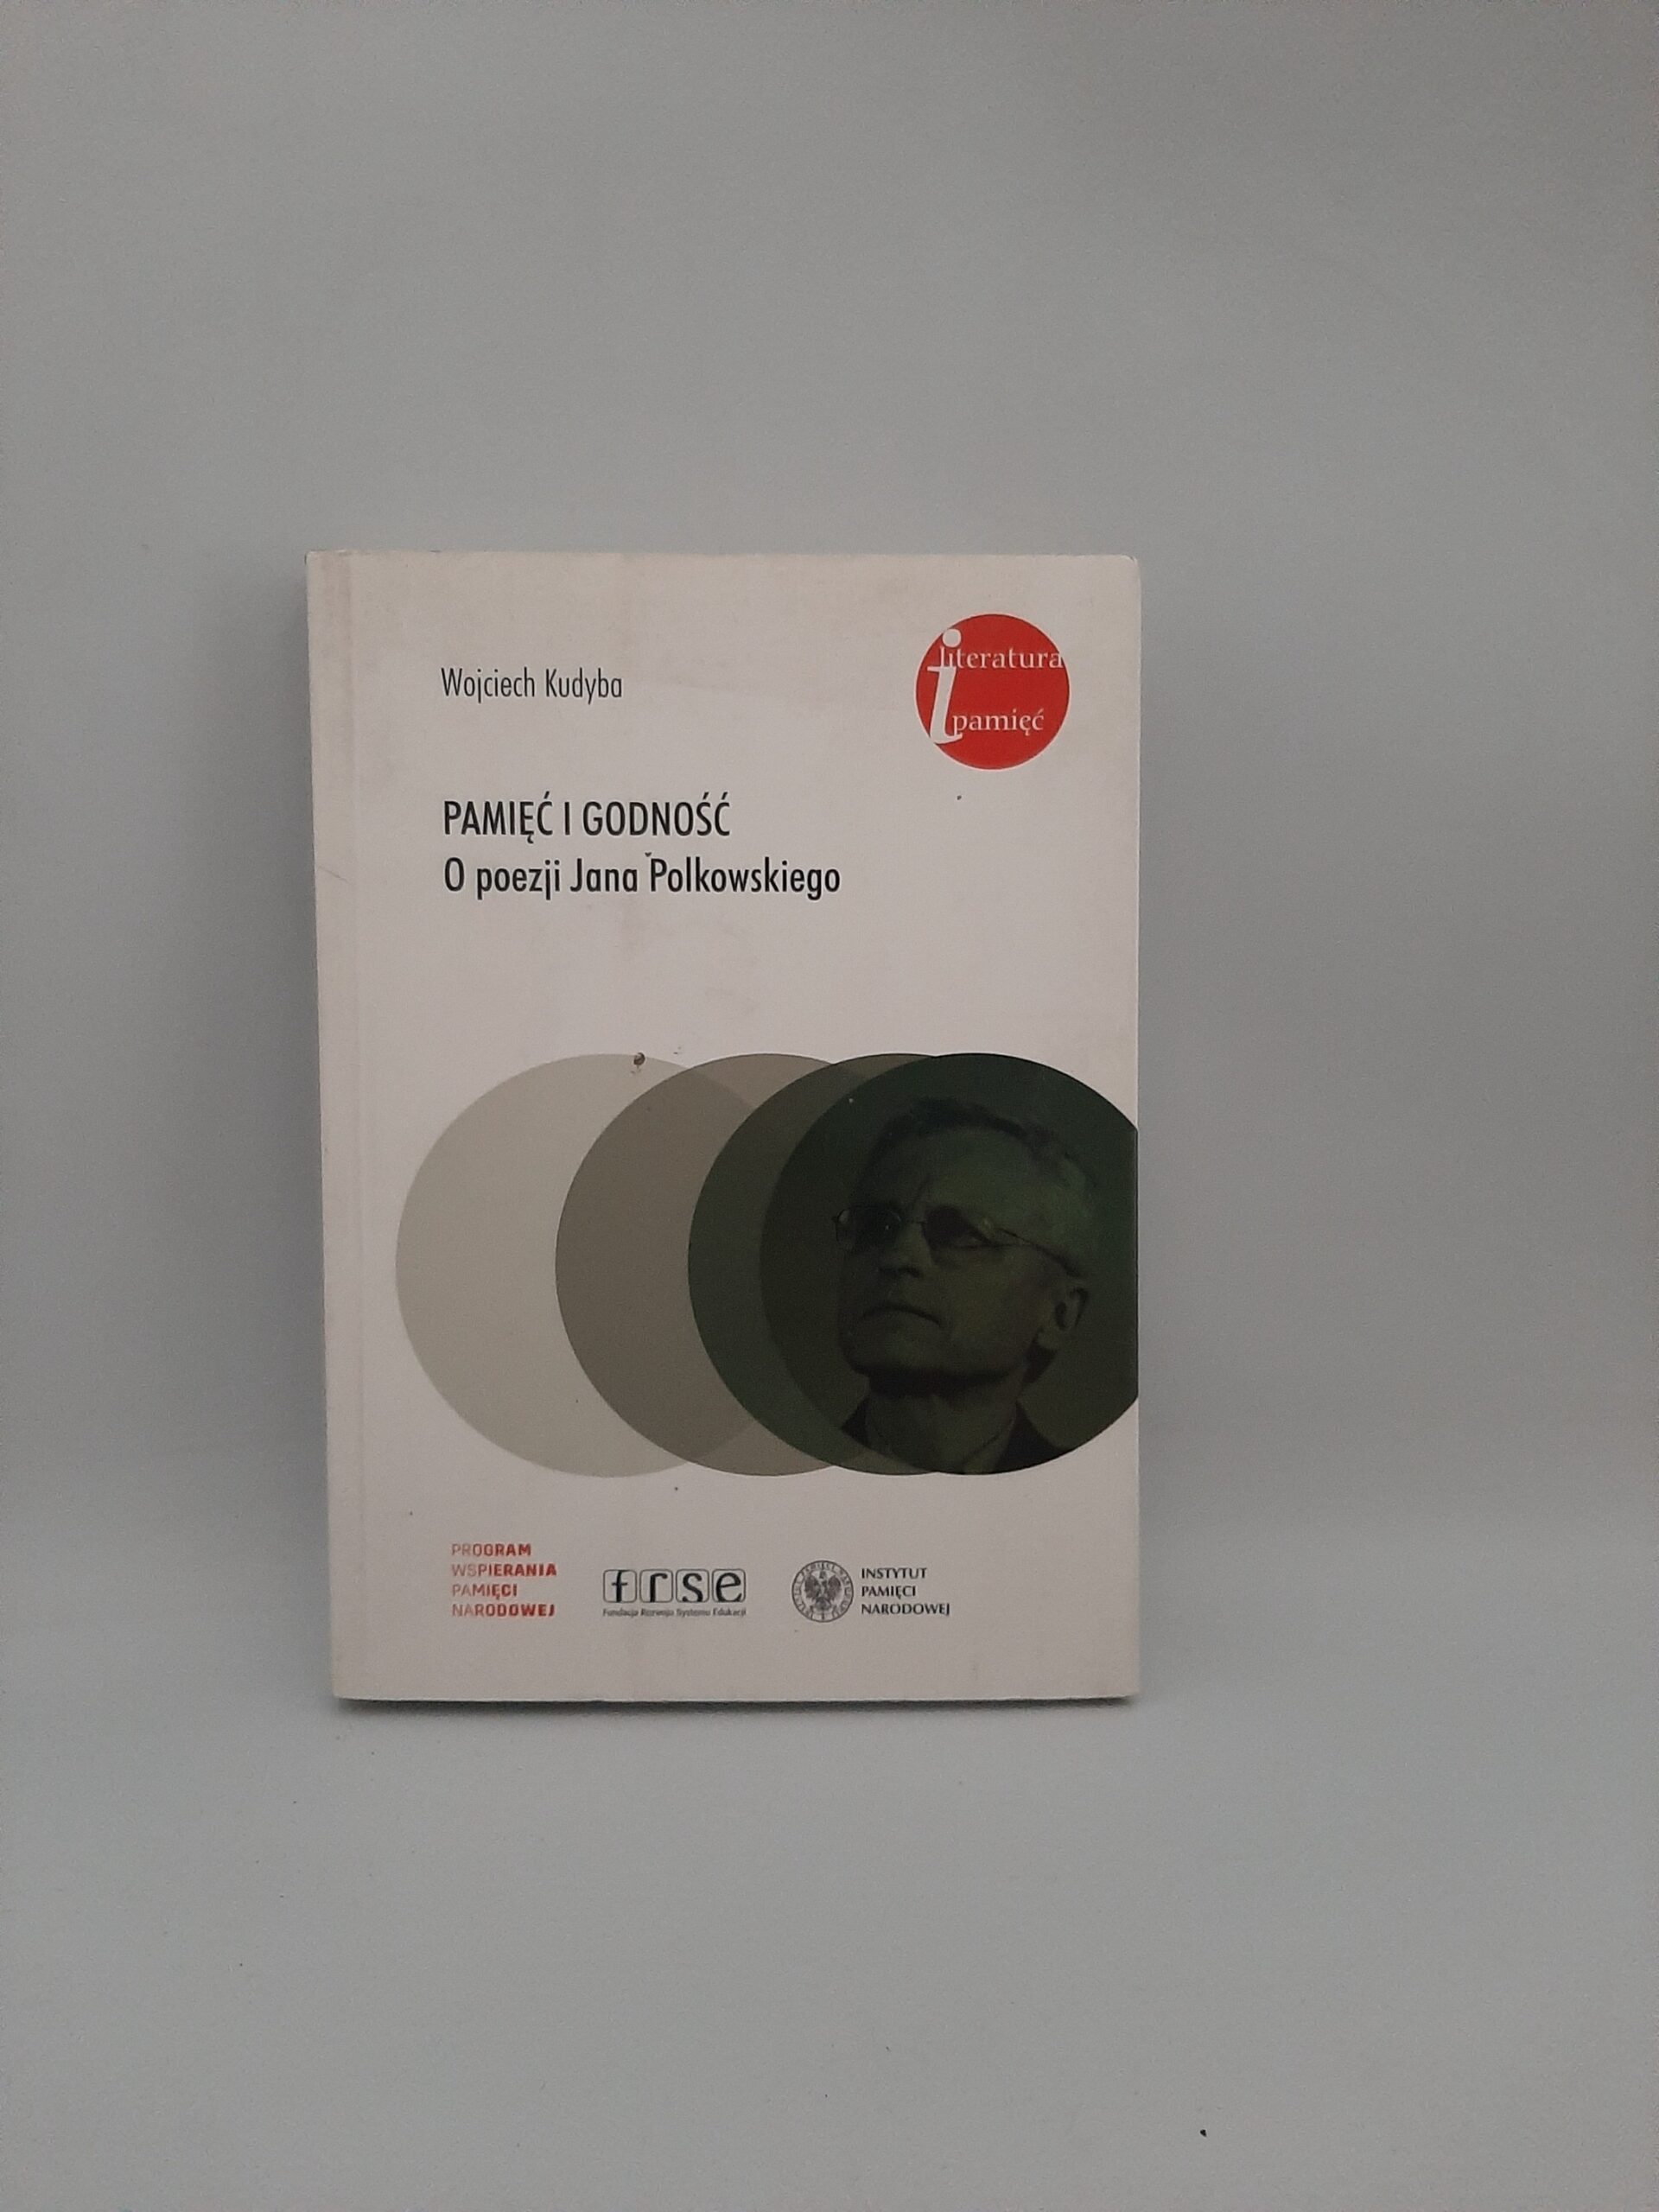 Wojciech Kudyba
literatura
i
pamięć
PAMIĘĆ I GODNOŚĆ
O poezji Jana Polkowskiego
PROGRAM
WSPIERANIA
PAMIĘCI
NARODOWEJ
frse
Fundacja Rozwoju Systemu Edukacji
INSTYTUT
PAMIĘCI
NARODOWEJ